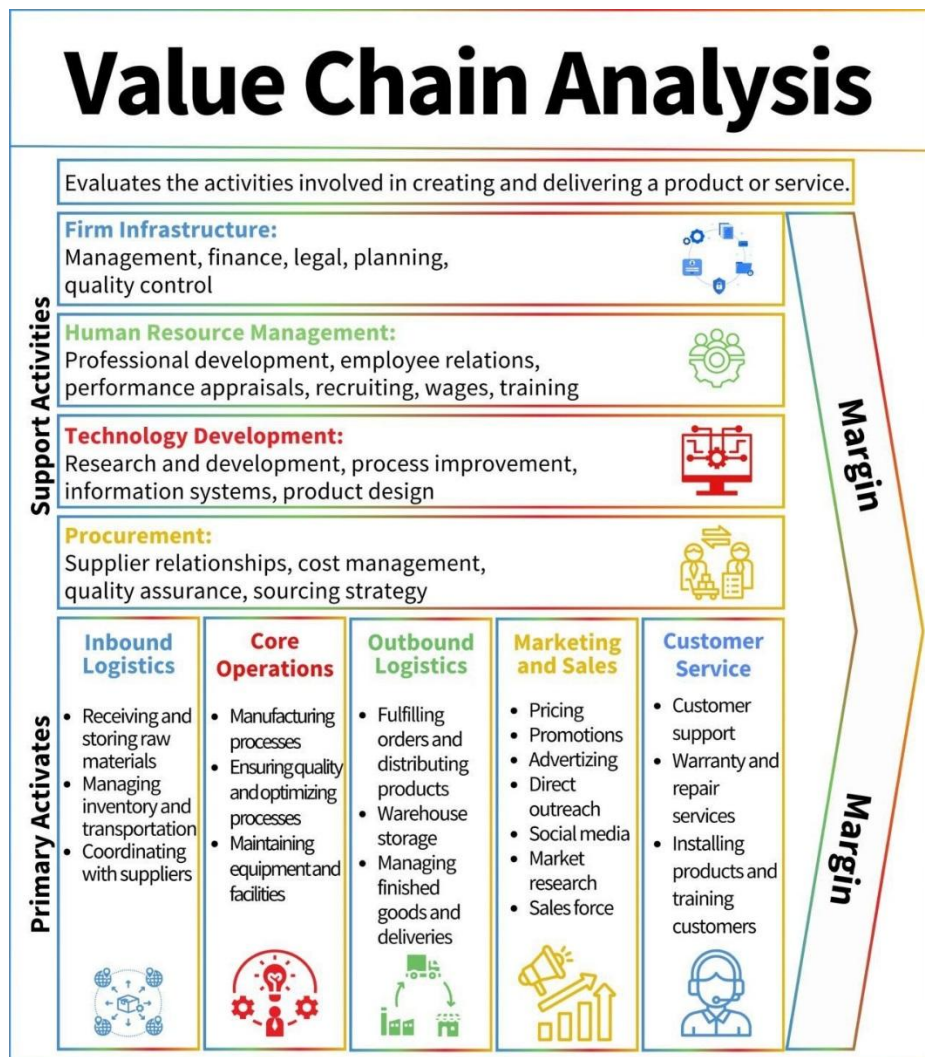 Value Chain Analysis
Evaluates the activities involved in creating and delivering a product or service.
Support Activities
Firm Infrastructure:
Management, finance, legal, planning,
quality control
Human Resource Management:
Professional development, employee relations,
performance appraisals, recruiting, wages, training
Technology Development:
Research and development, process improvement,
information systems, product design
Procurement:
Supplier relationships, cost management,
quality assurance, sourcing strategy
Margin
Primary Activates
Inbound
Logistics
• Receiving and
storing raw
materials
• Managing
inventory and
transportation
• Coordinating
with suppliers
Core
Operations
• Manufacturing
processes
• Ensuring quality
and optimizing
processes
• Maintaining
equipment and
facilities
Outbound
Logistics
• Fulfilling
orders and
distributing
products
• Warehouse
storage
• Managing
finished
goods and
deliveries
Marketing
and Sales
• Pricing
• Promotions
• Advertizing
• Direct
outreach
• Social media
• Market
research
• Sales force
Customer
Service
• Customer
support
• Warranty and
repair
services
• Installing
products and
training
customers
Margin